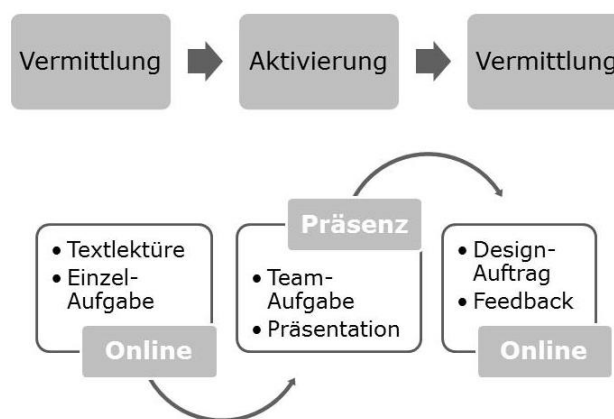 Vermittlung
Aktivierung
Vermittlung
• Textlektüre
• Einzel-
Aufgabe
Online
Präsenz
• Team-
Aufgabe
• Präsentation
• Design-
Auftrag
• Feedback
Online